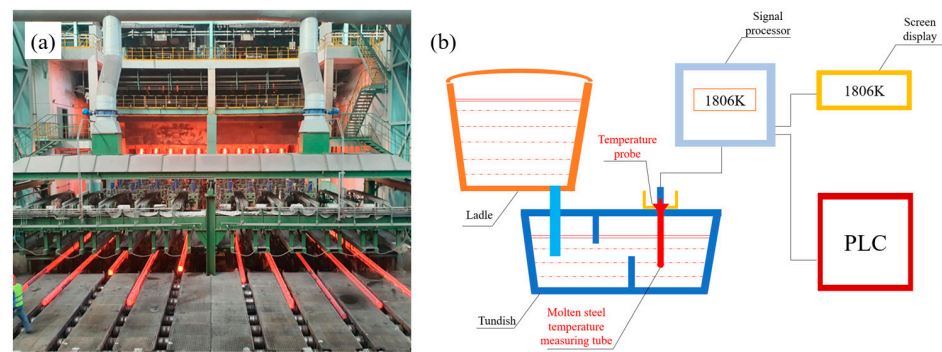 (a)
(b)
Signal
processor
Screen
display
1806K
1806K
Temperature
probe
Ladle
PLC
Tundish
Molten steel
temperature
measuring tube